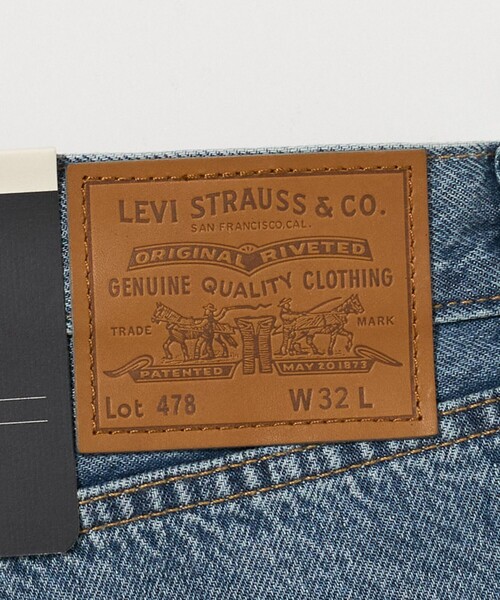 LEVI STRAUSS & CO.
SAN FRANCISCO,CAL.
ORIGINAL RIVETED
GENUINE QUALITY CLOTHING
TRADE MARK
PATENTED MAY 20 1873
Lot 478 W 32 L